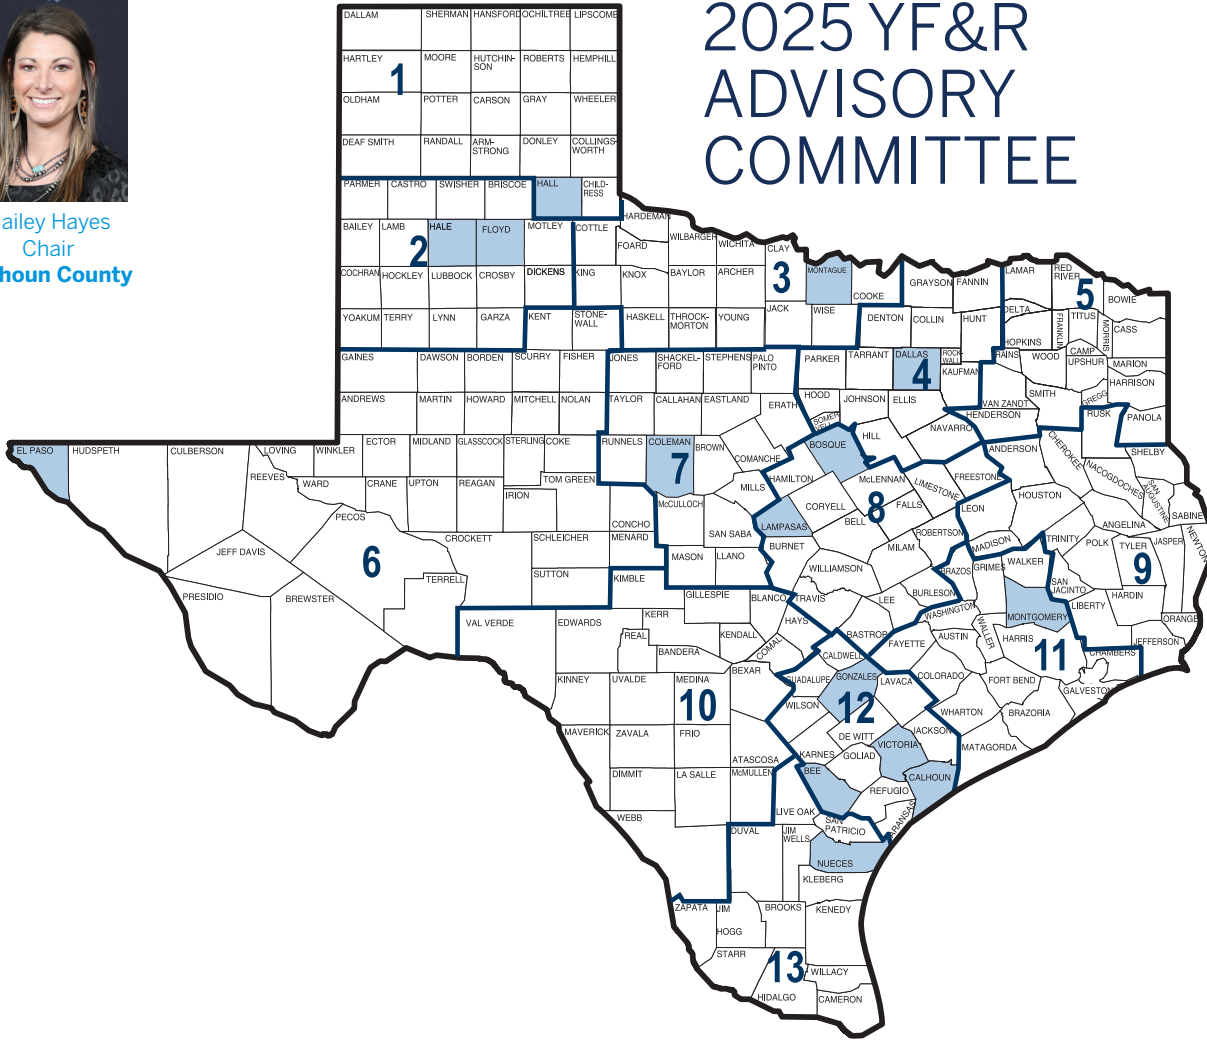 2025 YF&R
ADVISORY
COMMITTEE
ailey Hayes
Chair
houn County
DALLAM SHERMAN HANSFORD OCHILTREE LIPSCOMB
HARTLEY MOORE HUTCHIN-
SON ROBERTS HEMPHILL
1
OLDHAM POTTER CARSON GRAY WHEELER
DEAF SMITH RANDALL ARM-
STRONG DONLEY COLLINGS-
WORTH
PARMER CASTRO SWISHER BRISCOE HALL CHILD-
RESS
BAILEY LAMB HALE FLOYD MOTLEY COTTLE HARDEMAN
2 FOARD WILBARGER WICHITA CLAY
COCHRAN HOCKLEY LUBBOCK CROSBY DICKENS KING KNOX BAYLOR ARCHER 3 MONTAGUE COOKE GRAYSON FANNIN LAMAR RED
RIVER 5 BOWIE
YOAKUM TERRY LYNN GARZA KENT STONE-
WALL HASKELL THROCK-
MORTON YOUNG JACK WISE DENTON COLLIN HUNT DELTA HOPKINS FRANKLIN TITUS MORRIS CASS
GAINES DAWSON BORDEN SCURRY FISHER JONES SHACKEL-
FORD STEPHENS PALO
PINTO PARKER TARRANT DALLAS ROCK-
WALL KAUFMAN RAINS WOOD CAMP UPSHUR MARION
4
ANDREWS MARTIN HOWARD MITCHELL NOLAN TAYLOR CALLAHAN EASTLAND ERATH HOOD JOHNSON ELLIS VAN ZANDT SMITH GREGG HARRISON
SOMER
VELL NAVARRO HENDERSON RUSK PANOLA
EL PASO HUDSPETH CULBERSON LOVING WINKLER ECTOR MIDLAND GLASSCOCK STERLING COKE RUNNELS COLEMAN BROWN COMANCHE BOSQUE HILL ANDERSON CHEROKEE SHELBY
7
REEVES WARD CRANE UPTON REAGAN IRION TOM GREEN MILLS HAMILTON McLENNAN LIMESTONE FREESTONE NACOGDOCHES SAN
AUGUSTINE
PECOS McCULLOCH CORYELL 8 FALLS LEON HOUSTON SABINE
CONCHO SAN SABA LAMPASAS BELL ROBERTSON ANGELINA
JEFF DAVIS CROCKETT SCHLEICHER MENARD MASON LLANO BURNET MILAM MADISON TRINITY POLK TYLER JASPER NEWTON
6 9
PRESIDIO BREWSTER TERRELL SUTTON KIMBLE WILLIAMSON BRAZOS GRIMES WALKER SAN
JACINTO HARDIN
GILLESPIE BLANCO TRAVIS LEE BURLESON WASHINGTON MONTGOMERY LIBERTY ORANGE
VAL VERDE EDWARDS KERR REAL KENDALL HAYS BASTROP FAYETTE AUSTIN WALLER HARRIS JEFFERSON
BANDERA COMAL CALDWELL 11 CHAMBERS
KINNEY UVALDE MEDINA BEXAR GUADALUPE GONZALES LAVACA COLORADO FORT BEND GALVESTON
10 WILSON 12 WHARTON BRAZORIA
MAVERICK ZAVALA FRIO ATASCOSA KARNES DE WITT JACKSON MATAGORDA
GOLIAD VICTORIA
DIMMIT LA SALLE McMULLEN BEE CALHOUN
REFUGIO
WEBB LIVE OAK ARANSAS
DUVAL JIM
WELLS SAN
PATRICIO
NUECES
KLEBERG
ZAPATA JIM
HOGG BROOKS KENEDY
STARR 13 WILLACY
HIDALGO CAMERON